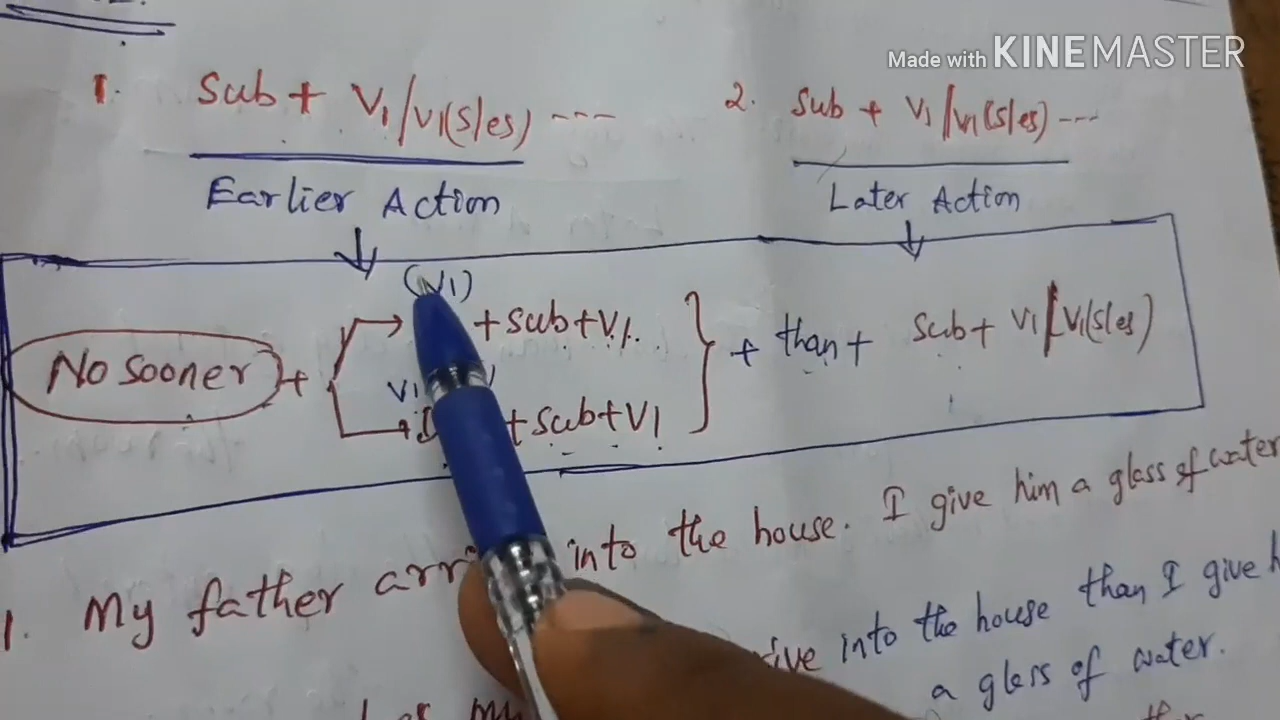 Made with KINEMASTER
1. Sub + V1/V1(s/es) ---
2. Sub + V1/V1(s/es) ---
Earlier Action
Later Action
(V1)
No sooner + + Sub + V1. + than + Sub + V1/V1(s/es)
V1
+ Sub + V1
1. My father into the house. I give him a glass of water
into the house than I give
a glass of water.